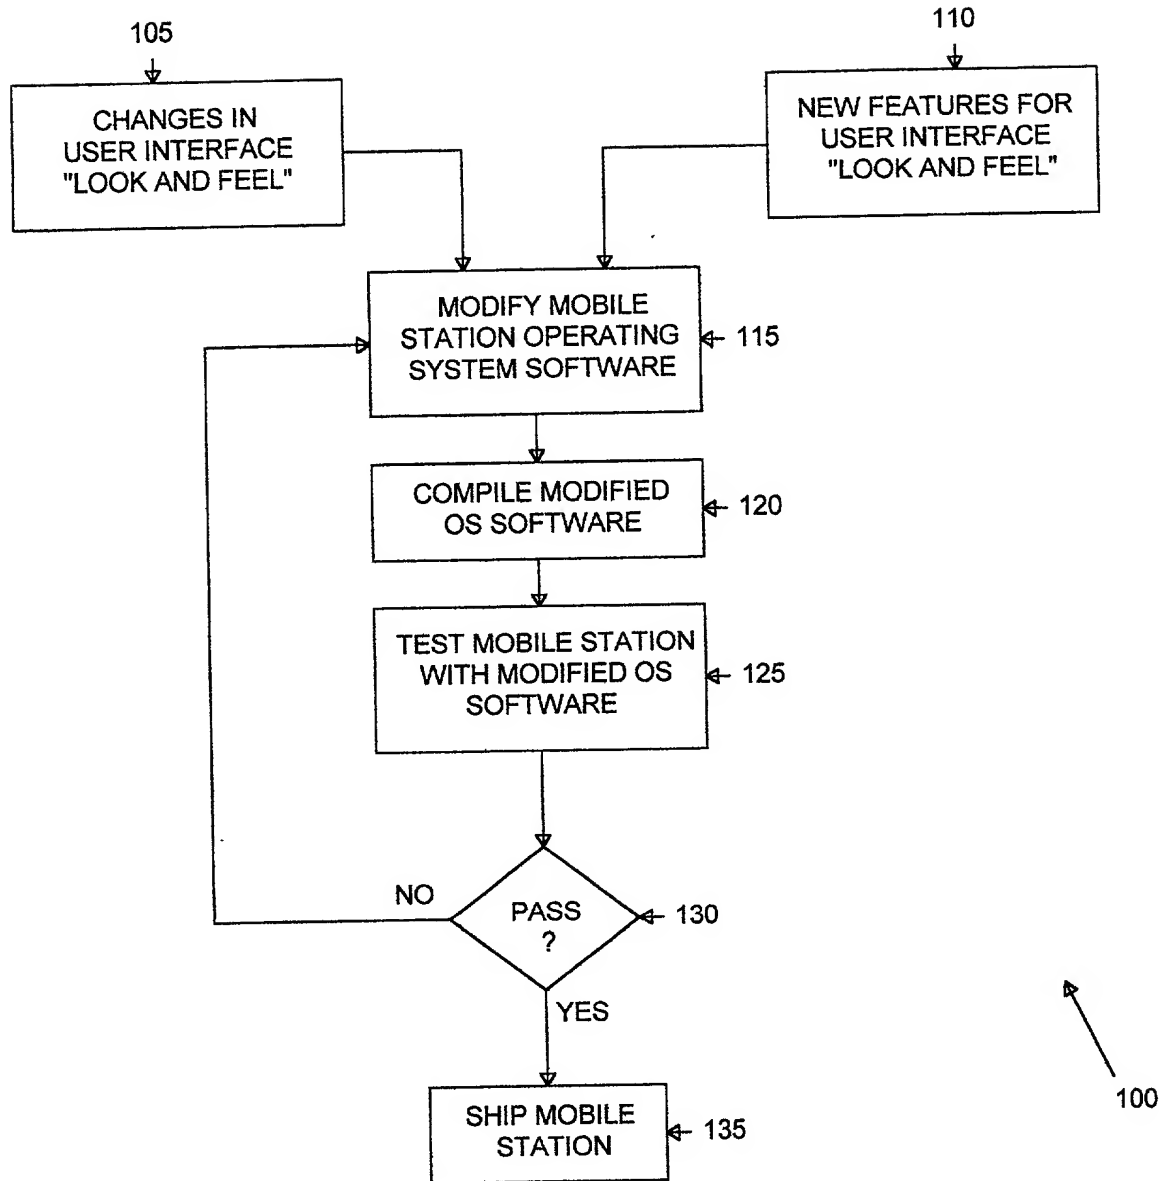 105
110
CHANGES IN
USER INTERFACE
"LOOK AND FEEL"
NEW FEATURES FOR
USER INTERFACE
"LOOK AND FEEL"
MODIFY MOBILE
STATION OPERATING
SYSTEM SOFTWARE
115
COMPILE MODIFIED
OS SOFTWARE
120
TEST MOBILE STATION
WITH MODIFIED OS
SOFTWARE
125
NO
PASS
?
130
YES
100
SHIP MOBILE
STATION
135